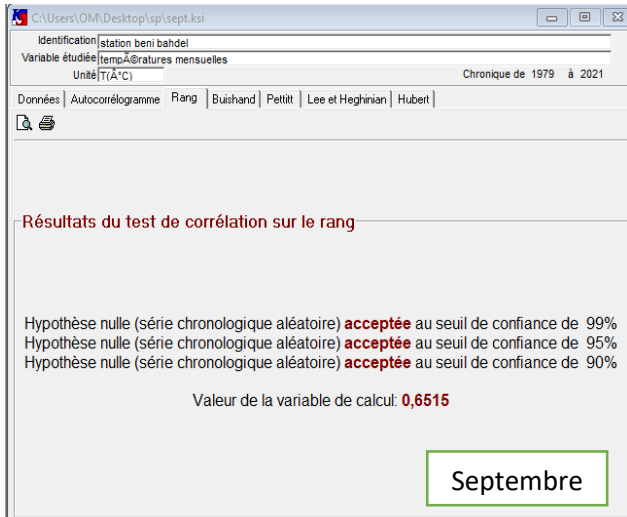 C:\Users\OM\Desktop\sp\sept.ksi
Identification station beni bahdel
Variable étudiée tempÃ©ratures mensuelles
Unité T(Â°C) Chronique de 1979 à 2021
Données Autocorrélogramme Rang Buishand Pettitt Lee et Heghinian Hubert
Résultats du test de corrélation sur le rang
Hypothèse nulle (série chronologique aléatoire) acceptée au seuil de confiance de 99%
Hypothèse nulle (série chronologique aléatoire) acceptée au seuil de confiance de 95%
Hypothèse nulle (série chronologique aléatoire) acceptée au seuil de confiance de 90%
Valeur de la variable de calcul: 0,6515
Septembre